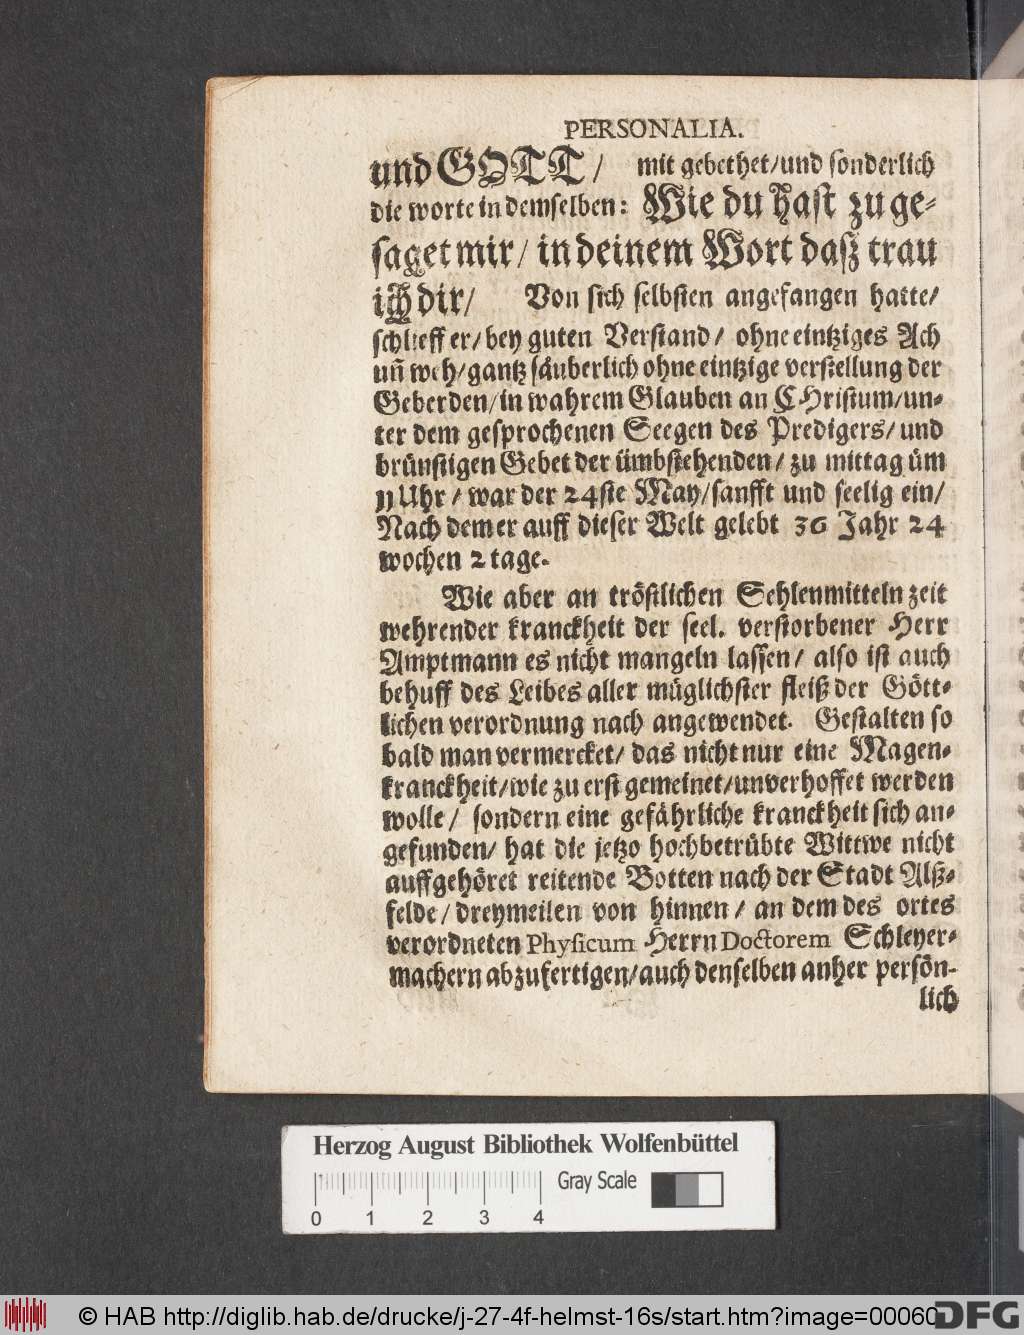 PERSONALIA.
und GOTT / mit gebethet/und sonderlich
die worte in demselben: Wie du hast zu ge⸗
saget mir/ in deinem Wort dasz trau
ich dir/ Von sich selbsten angefangen hatte/
schlieff er/bey guten Verstand/ ohne eintziges Ach
uñ weh/gantz säuberlich ohne eintzige verstellung der
Geberden/in wahrem Glauben an CHristum/un⸗
ter dem gesprochenen Seegen des Predigers/und
brünstigen Gebet der ümbstehenden/ zu mittag üm
11 Uhr/ war der 24ste May/sanfft und seelig ein/
Nach dem er auff dieser Welt gelebt 36 Jahr 24
wochen 2 tage.
Wie aber an tröstlichen Sehlenmitteln zeit
wehrender kranckheit der seel. verstorbener Herr
Amptmann es nicht mangeln lassen/ also ist auch
behuff des Leibes aller müglichster fleiß der Gött⸗
lichen verordnung nach angewendet. Gestalten so
bald man vermercket/ das nicht nur eine Magen⸗
kranckheit/wie zu erst gemeinet/unverhoffet werden
wolle/ sondern eine gefährliche kranckheit sich an⸗
gefunden/ hat die jetzo hochbetrübte Wittwe nicht
auffgehöret reitende Botten nach der Stadt Alß⸗
felde/dreymeilen von hinnen/ an dem des ortes
verordneten Physicum Herrn Doctorem Schleyer⸗
machern abzufertigen/auch denselben anher persön⸗
lich
Herzog August Bibliothek Wolfenbüttel
Gray Scale
0 1 2 3 4
© HAB http://diglib.hab.de/drucke/j-27-4f-helmst-16s/start.htm?image=00060
DFG